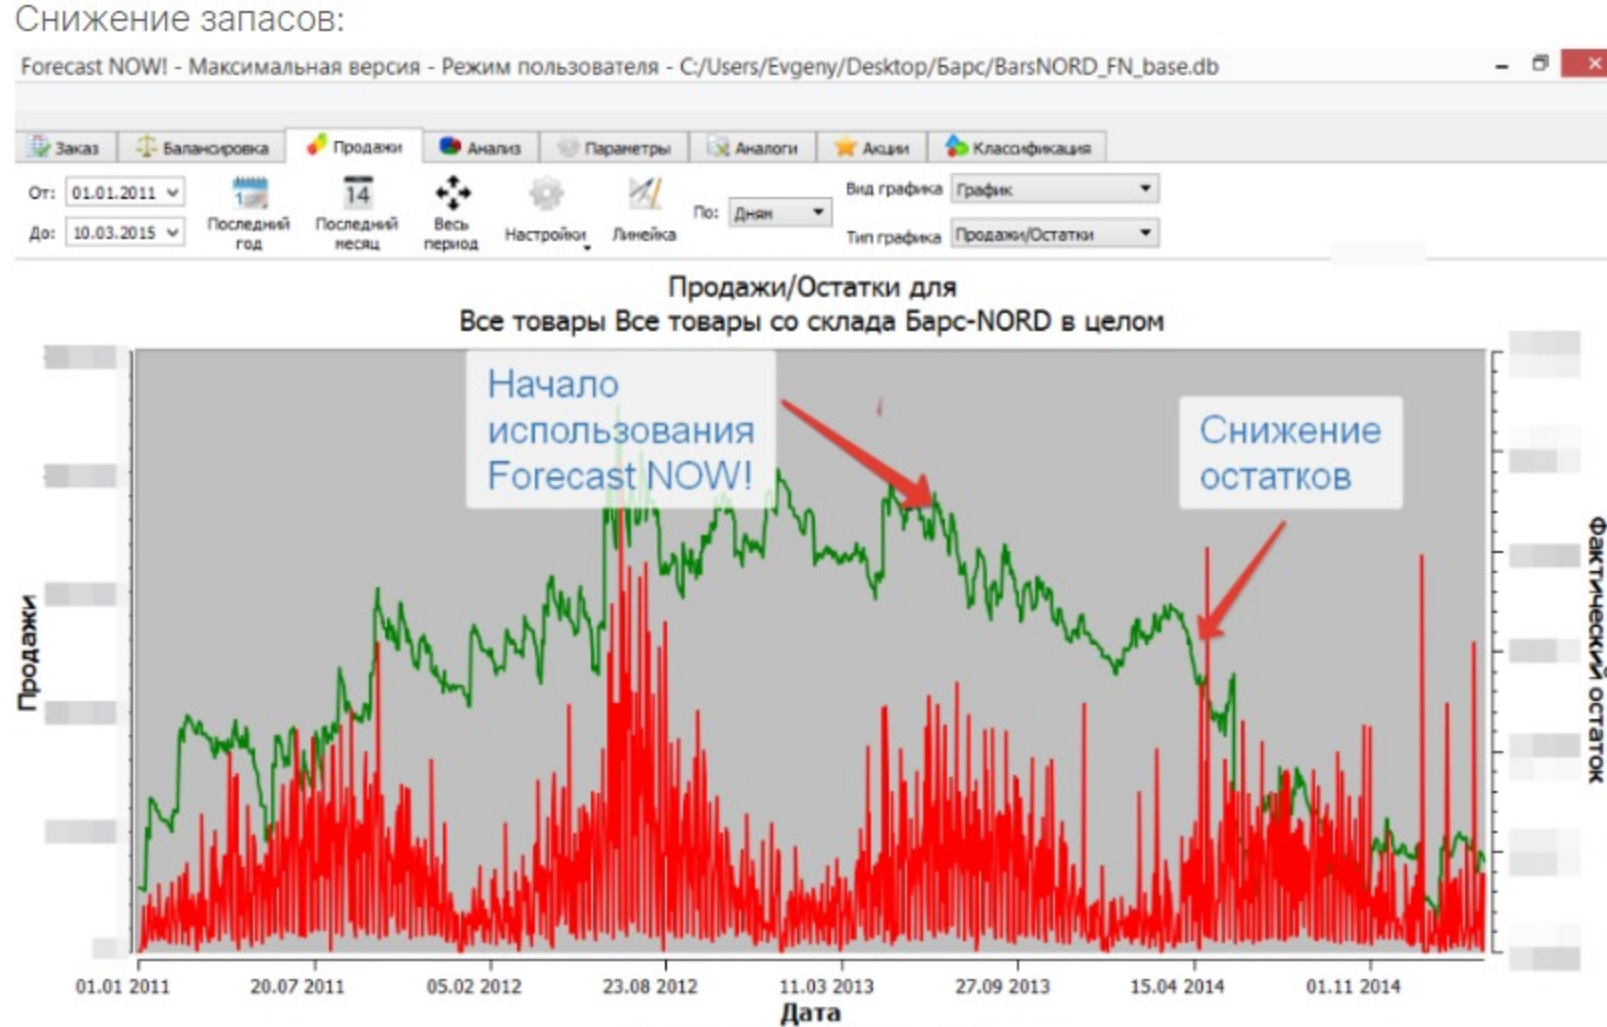 Снижение запасов:
Forecast NOW! - Максимальная версия - Режим пользователя - C:/Users/Evgeny/Desktop/Барс/BarsNORD_FN_base.db
Заказ Балансировка Продажи Анализ Параметры Аналоги Акции Классификация
От: 01.01.2011
До: 10.03.2015
1
Последний
год
14
Последний
месяц
Весь
период
Настройки
Линейка
По: Дням
Вид графика График
Тип графика Продажи/Остатки
Продажи/Остатки для
Все товары Все товары со склада Барс-NORD в целом
Начало
использования
Forecast NOW!
Снижение
остатков
Продажи
Фактический остаток
01.01 2011 20.07 2011 05.02 2012 23.08 2012 11.03 2013 27.09 2013 15.04 2014 01.11 2014
Дата